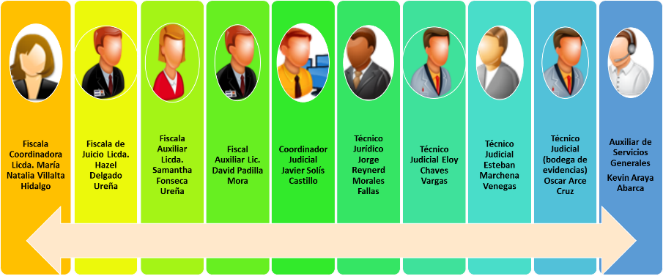 Fiscala
Coordinadora
Licda. María
Natalia Villalta
Hidalgo
Fiscala de
Juicio Licda.
Hazel
Delgado
Ureña
Fiscala
Auxiliar
Licda.
Samantha
Fonseca
Ureña
Fiscal
Auxiliar Lic.
David Padilla
Mora
Coordinador
Judicial
Javier Solís
Castillo
Técnico
Jurídico
Jorge
Reynerd
Morales
Fallas
Técnico
Judicial Eloy
Chaves
Vargas
Técnico
Judicial
Esteban
Marchena
Venegas
Técnico
Judicial
(bodega de
evidencias)
Oscar Arce
Cruz
Auxiliar de
Servicios
Generales
Kevin Araya
Abarca